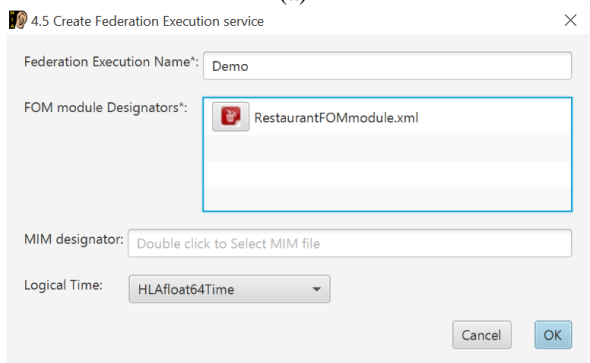 4.5 Create Federation Execution service
Federation Execution Name*: Demo
FOM module Designators*: RestaurantFOMmodule.xml
MIM designator: Double click to Select MIM file
Logical Time: HLAfloat64Time
Cancel OK